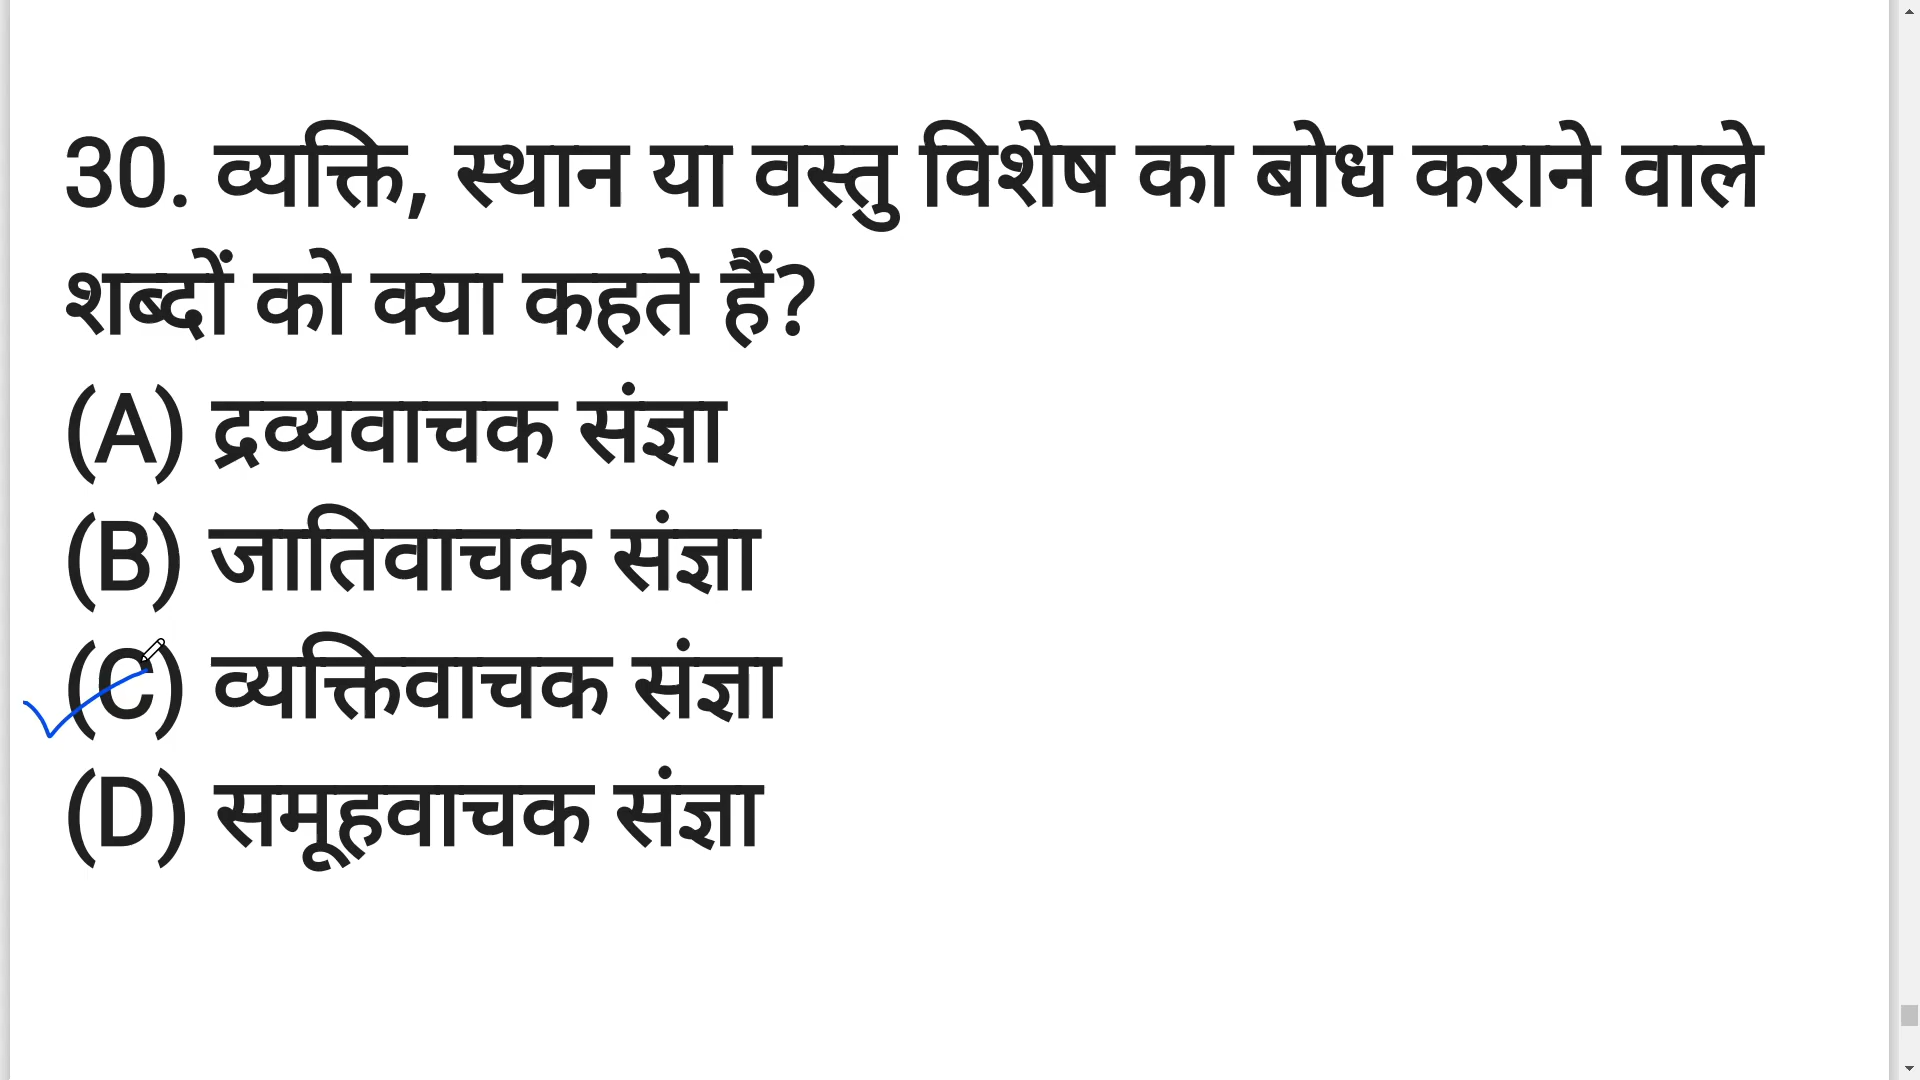 30. व्यक्ति, स्थान या वस्तु विशेष का बोध कराने वाले
शब्दों को क्या कहते हैं?
(A) द्रव्यवाचक संज्ञा
(B) जातिवाचक संज्ञा
(C) व्यक्तिवाचक संज्ञा
(D) समूहवाचक संज्ञा